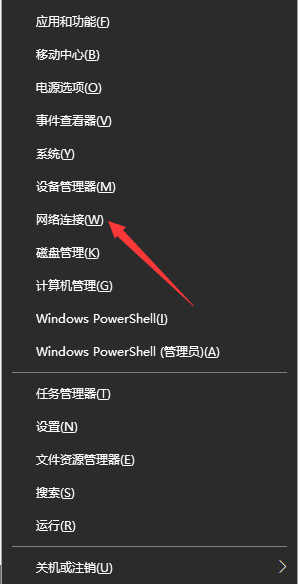 应用和功能(F)
移动中心(B)
电源选项(O)
事件查看器(V)
系统(Y)
设备管理器(M)
网络连接(W)
磁盘管理(K)
计算机管理(G)
Windows PowerShell(I)
Windows PowerShell (管理员)(A)
任务管理器(T)
设置(N)
文件资源管理器(E)
搜索(S)
运行(R)
关机或注销(U)